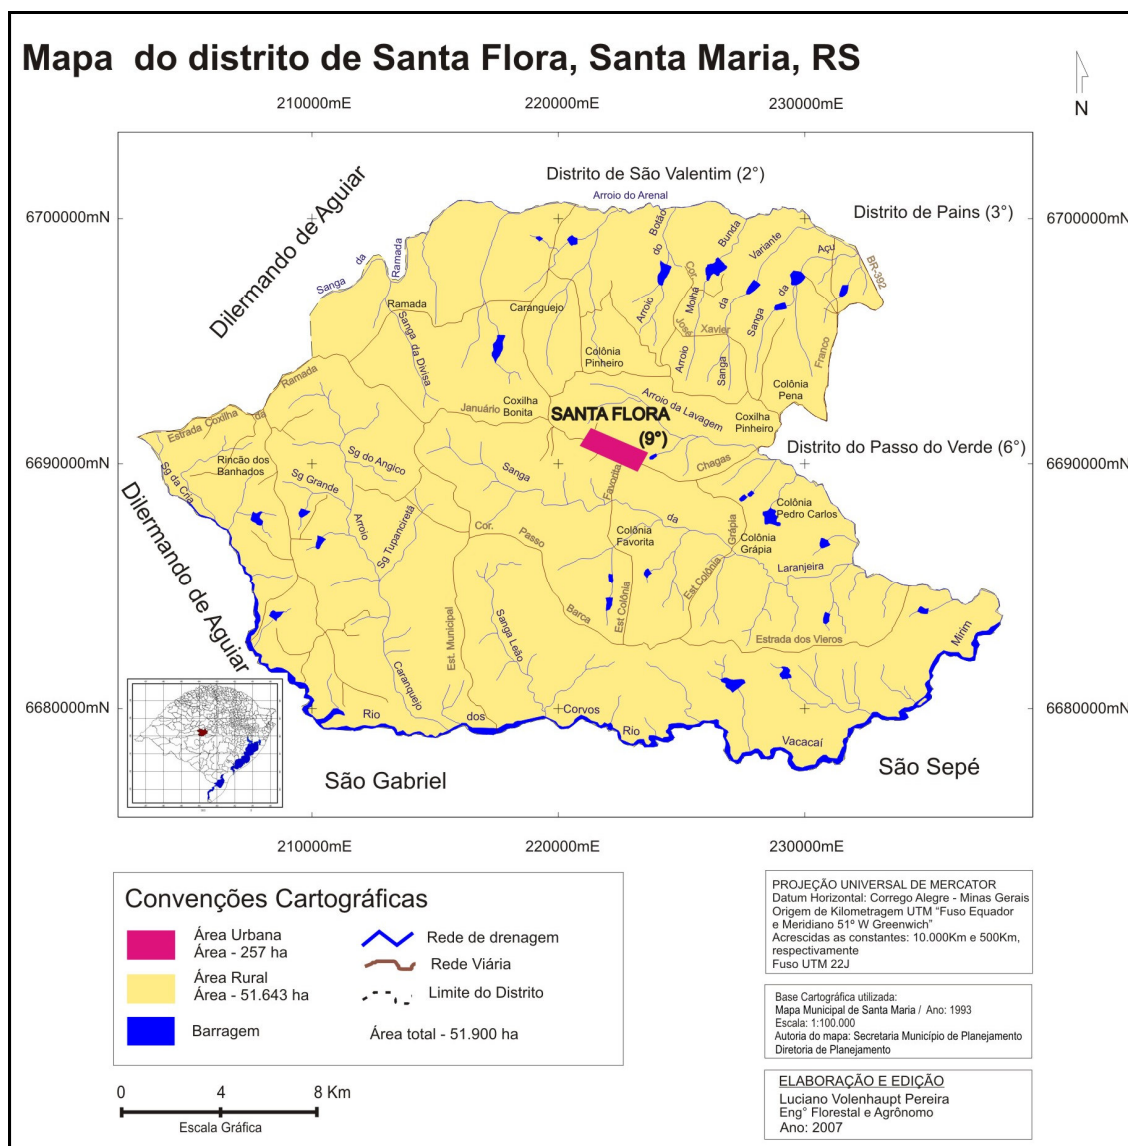 Mapa do distrito de Santa Flora, Santa Maria, RS
N
210000mE 220000mE 230000mE
Distrito de São Valentim (2°)
Arroio do Arenal
Distrito de Pains (3°)
6700000mN 6700000mN
Dilermando de Aguiar
Sanga da Ramada
Ramada
Sanga da Divisa
Caranguejo
Arroio do Botão
Cor.
Bunda
Molha
Arroio
Variante
da
Sanga
Açu
da
Sanga
BR-392
José Xavier
Franco
Colônia
Pinheiro
Colônia
Pena
Ramada
Estrada Coxilha da
Januário
Coxilha
Bonita
Arroio da Lavagem
Coxilha
Pinheiro
SANTA FLORA
(9°)
Distrito do Passo do Verde (6°)
6690000mN 6690000mN
Rincão dos
Banhados
Sg da Cria
Sg Grande
Sg do Angico
Sanga
Favorita
Chagas
Dilermando de Aguiar
Arroio
Sg Tupanciretã
Cor.
Passo
Barca
da
Colônia
Favorita
Grápia
Colônia
Pedro Carlos
Colônia
Grápia
Laranjeira
Est Colônia
Est.Colônia
Est. Municipal
Sanga Leão
Estrada dos Vieros
Mirim
Caranquejo
6680000mN 6680000mN
Rio dos Corvos
Rio Vacacaí
São Gabriel
São Sepé
210000mE 220000mE 230000mE
Convenções Cartográficas
Área Urbana
Área - 257 ha
Área Rural
Área - 51.643 ha
Barragem
Rede de drenagem
Rede Viária
Limite do Distrito
Área total - 51.900 ha
0 4 8 Km
Escala Gráfica
PROJEÇÃO UNIVERSAL DE MERCATOR
Datum Horizontal: Corrego Alegre - Minas Gerais
Origem de Kilometragem UTM “Fuso Equador
e Meridiano 51° W Greenwich”
Acrescidas as constantes: 10.000Km e 500Km,
respectivamente
Fuso UTM 22J
Base Cartográfica utilizada:
Mapa Municipal de Santa Maria / Ano: 1993
Escala: 1:100.000
Autoria do mapa: Secretaria Município de Planejamento
Diretoria de Planejamento
ELABORAÇÃO E EDIÇÃO
Luciano Volenhaupt Pereira
Eng° Florestal e Agrônomo
Ano: 2007